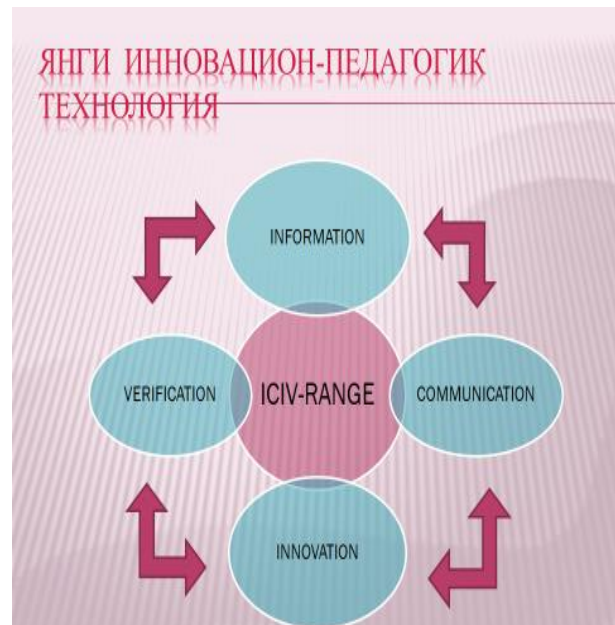 ЯНГИ ИННОВАЦИОН-ПЕДАГОГИК
ТЕХНОЛОГИЯ
INFORMATION
VERIFICATION
ICIV-RANGE
COMMUNICATION
INNOVATION